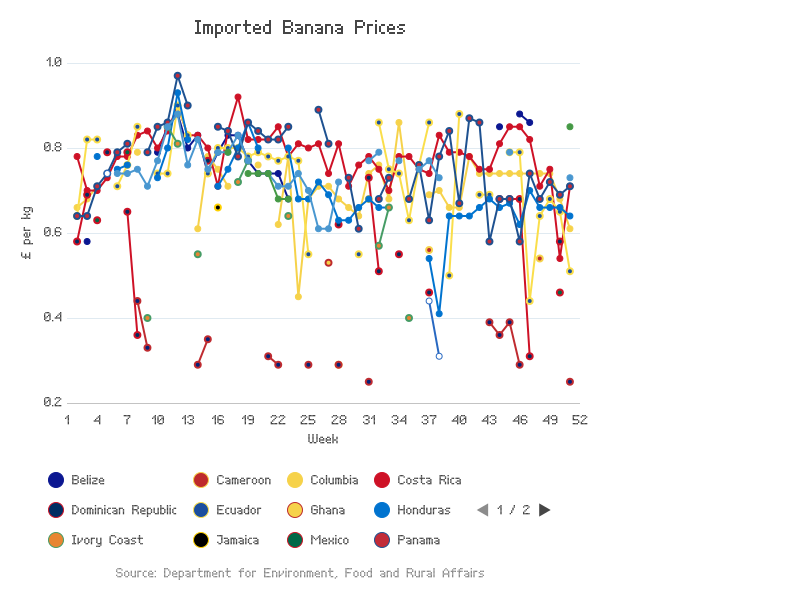 Imported Banana Prices
1.0
0.8
0.6
0.4
0.2
£ per kg
1 4 7 10 13 16 19 22 25 28 31 34 37 40 43 46 49 52
Week
Belize Cameroon Columbia Costa Rica
Dominican Republic Ecuador Ghana Honduras 1 / 2
Ivory Coast Jamaica Mexico Panama
Source: Department for Environment, Food and Rural Affairs